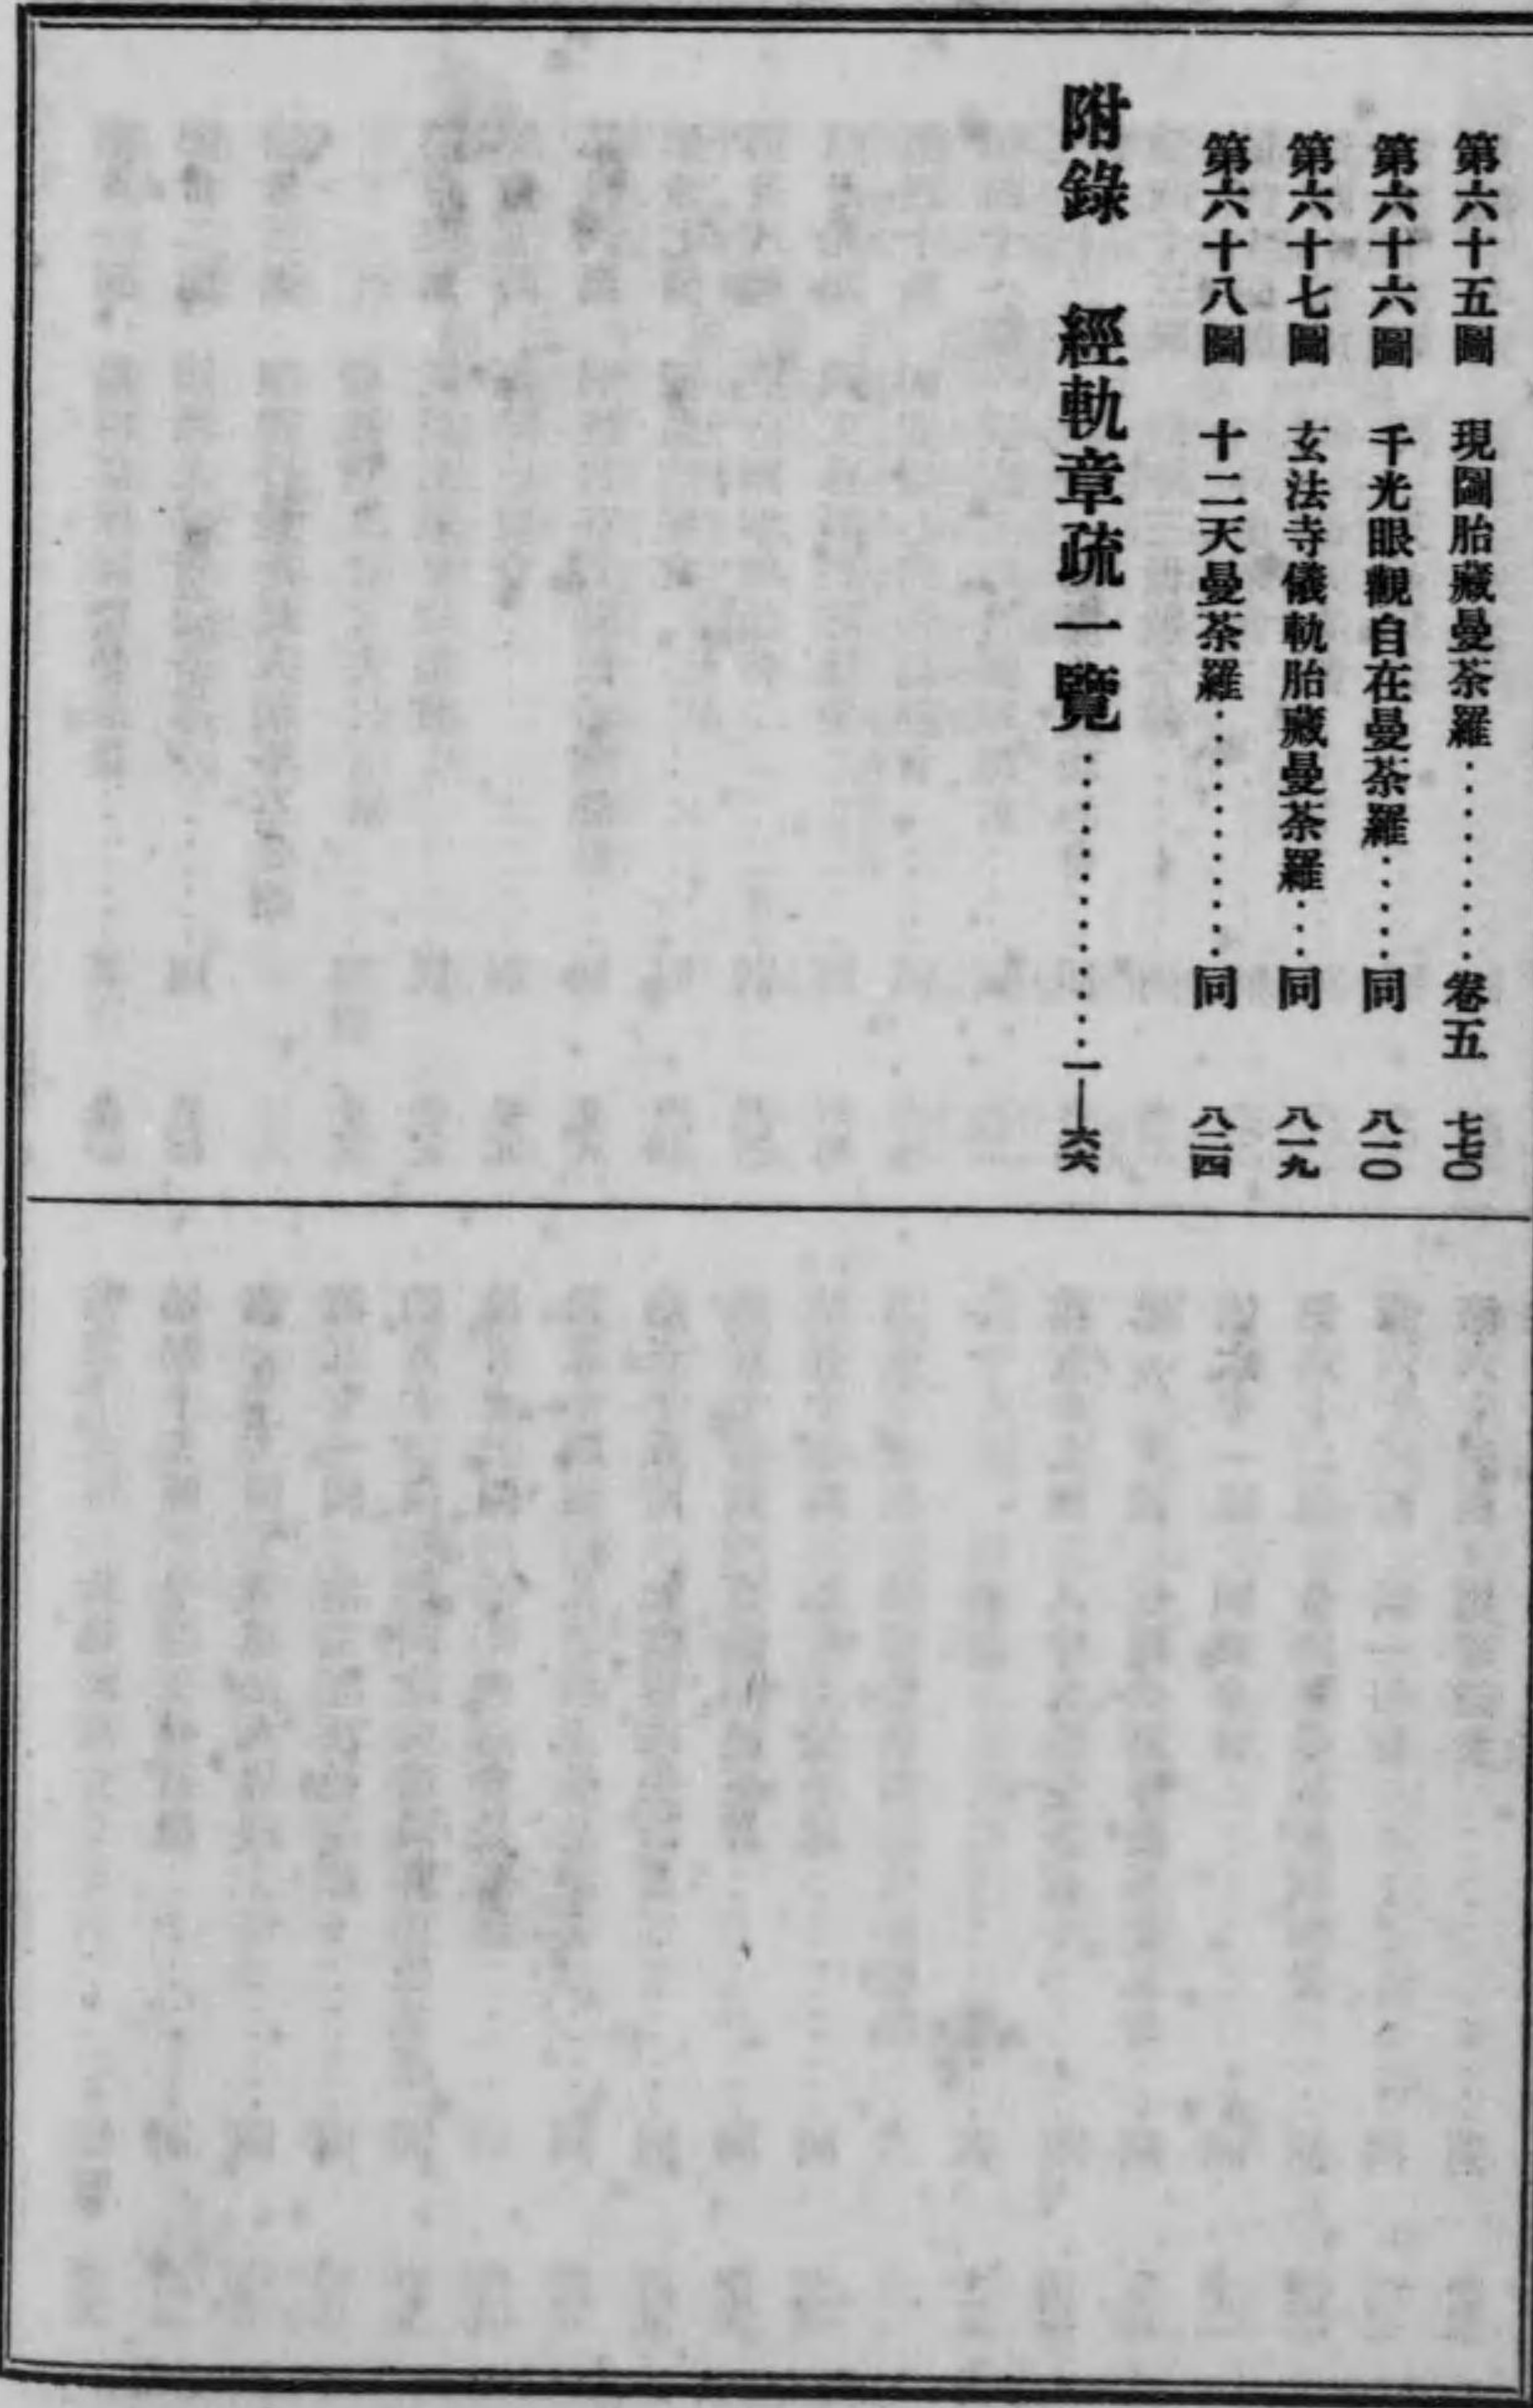 第六十五圖　現圖胎藏曼荼羅‥‥‥‥卷五　七七〇
第六十六圖　千光眼觀自在曼荼羅‥‥‥同　八一〇
第六十七圖　玄法寺儀軌胎藏曼荼羅‥‥同　八一九
第六十八圖　十二天曼荼羅‥‥‥‥‥‥同　八二四
附錄　經軌章疏一覽‥‥‥‥‥‥‥一—六六